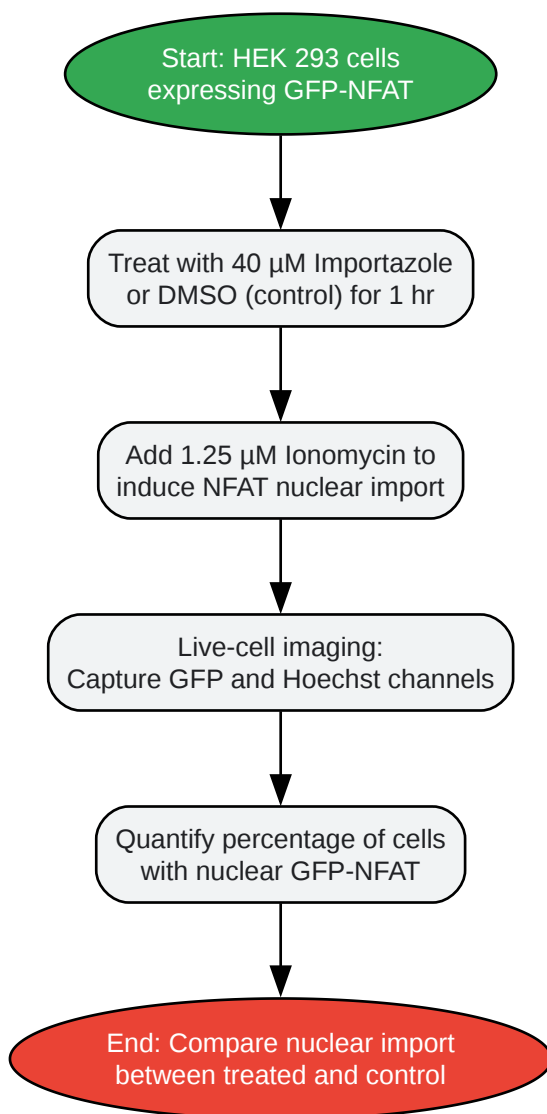 Start: HEK 293 cells
expressing GFP-NFAT
Treat with 40 µM Importazole
or DMSO (control) for 1 hr
Add 1.25 µM Ionomycin to
induce NFAT nuclear import
Live-cell imaging:
Capture GFP and Hoechst channels
Quantify percentage of cells
with nuclear GFP-NFAT
End: Compare nuclear import
between treated and control